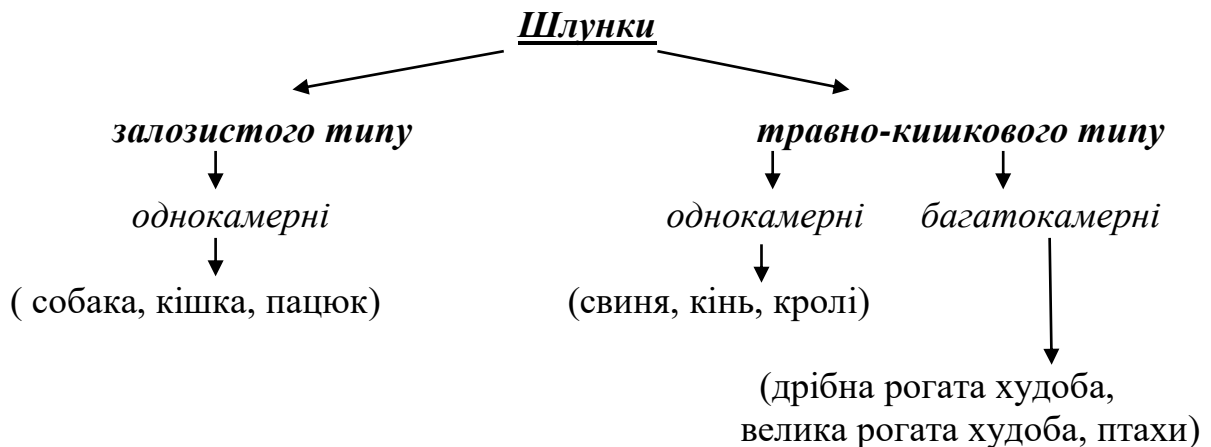 Шлунки
залозистого типу травно-кишкового типу
однокамерні однокамерні багатокамерні
( собака, кішка, пацюк) (свиня, кінь, кролі)
(дрібна рогата худоба,
велика рогата худоба, птахи)